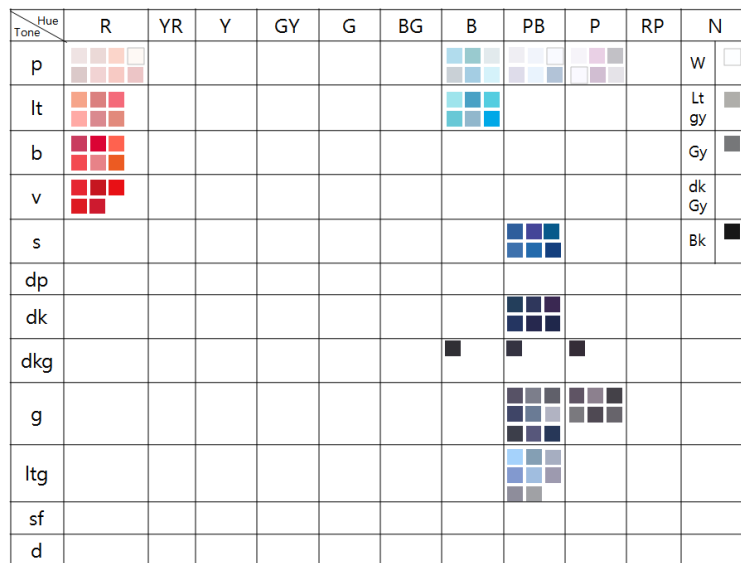 Hue
Tone
R YR Y GY G BG B PB P RP N
p W
lt Lt
gy
b Gy
v dk
Gy
s Bk
dp
dk
dkg
g
ltg
sf
d